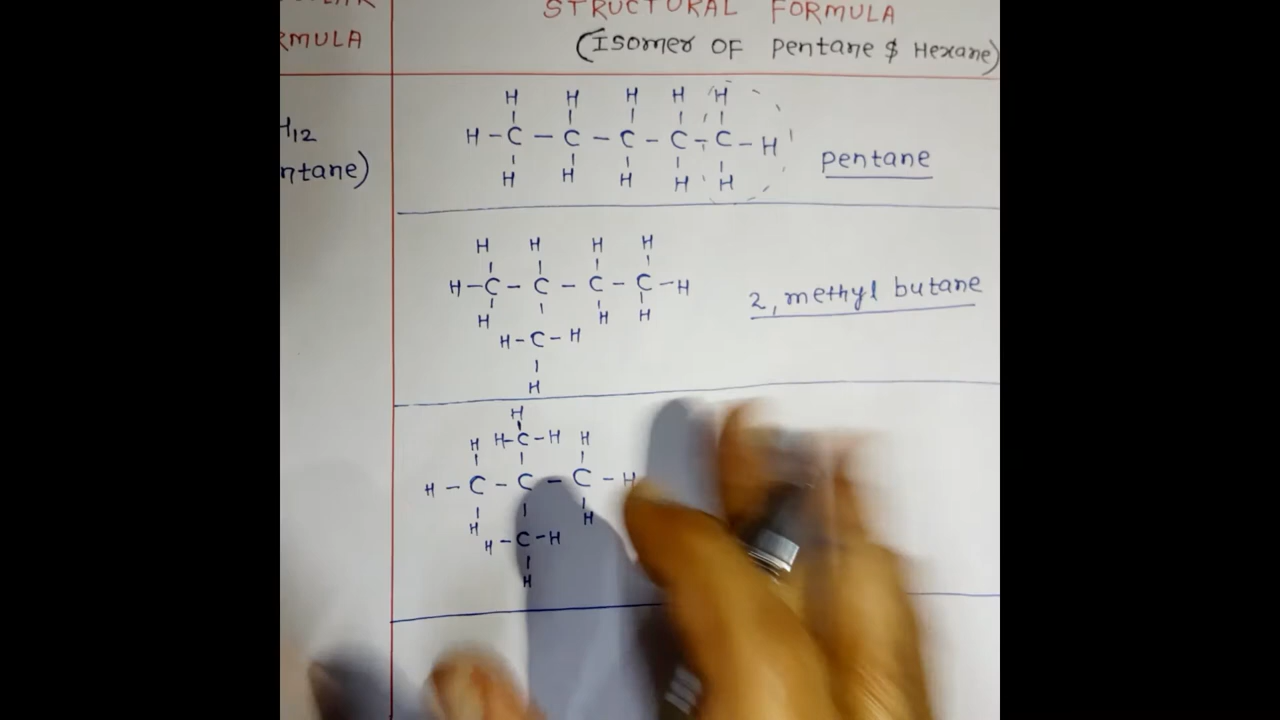 RMULA
STRUCTURAL FORMULA
(Isomer OF Pentane & Hexane)
H12
ntane)
H H H H H
H-C-C-C-C-C-H
H H H H H
pentane
H H H H
H-C-C-C-C-H
H H H
H-C-H
H
2, methyl butane
H
H H-C-H H
H-C-C-C-H
H H
H-C-H
H